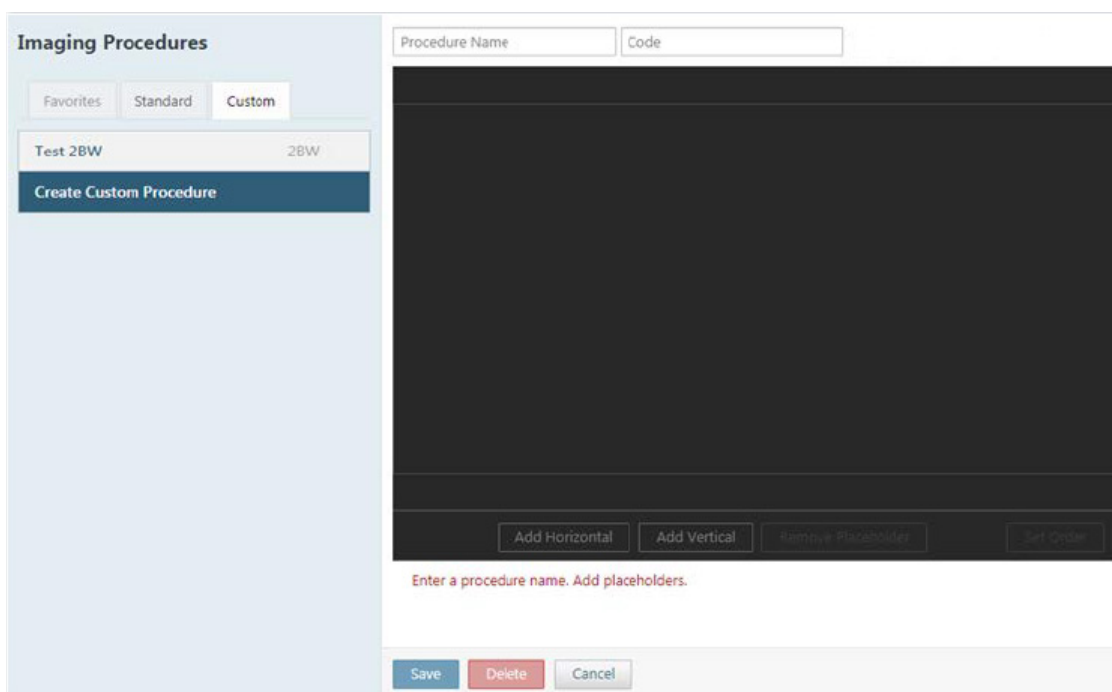 Imaging Procedures
Procedure Name Code
Favorites Standard Custom
Test 2BW 2BW
Create Custom Procedure
Add Horizontal Add Vertical Remove Placeholder Set Order
Enter a procedure name. Add placeholders.
Save Delete Cancel